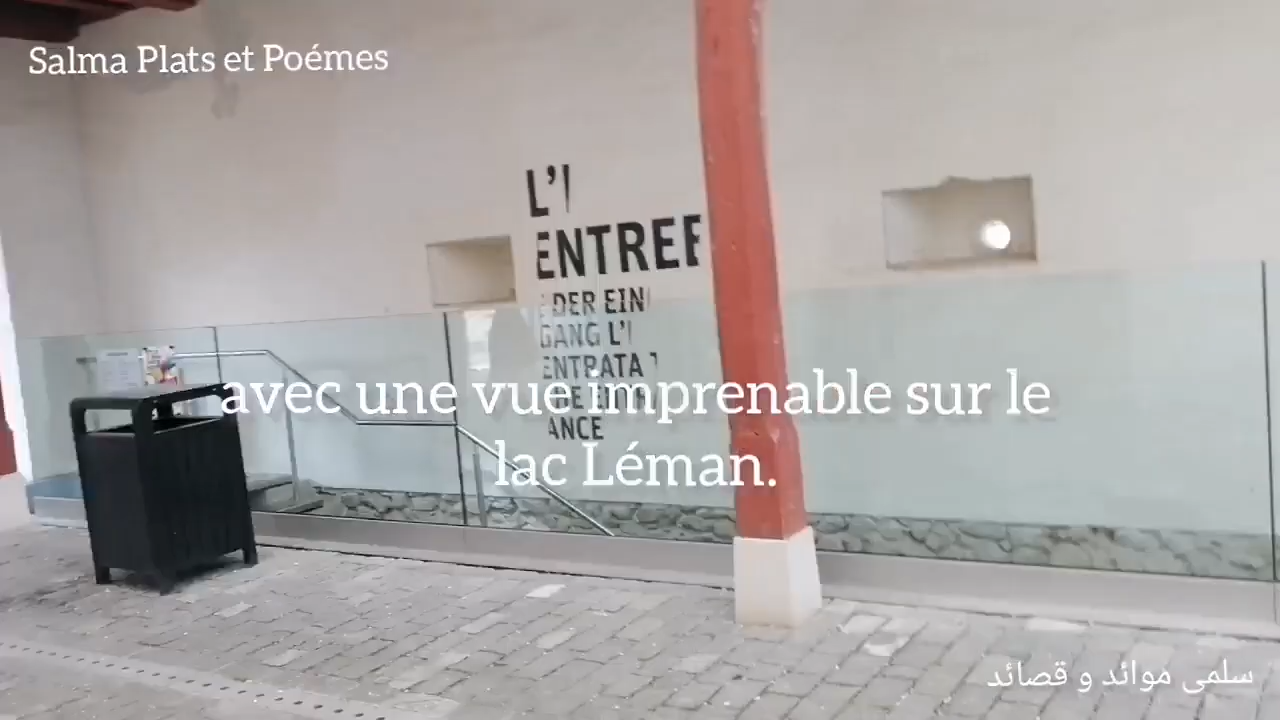 Salma Plats et Poémes
L'
ENTREE
DER EIN
GANG L'
ENTRATA
ANCE
avec une vue imprenable sur le
lac Léman.
سلمى موائد و قصائد